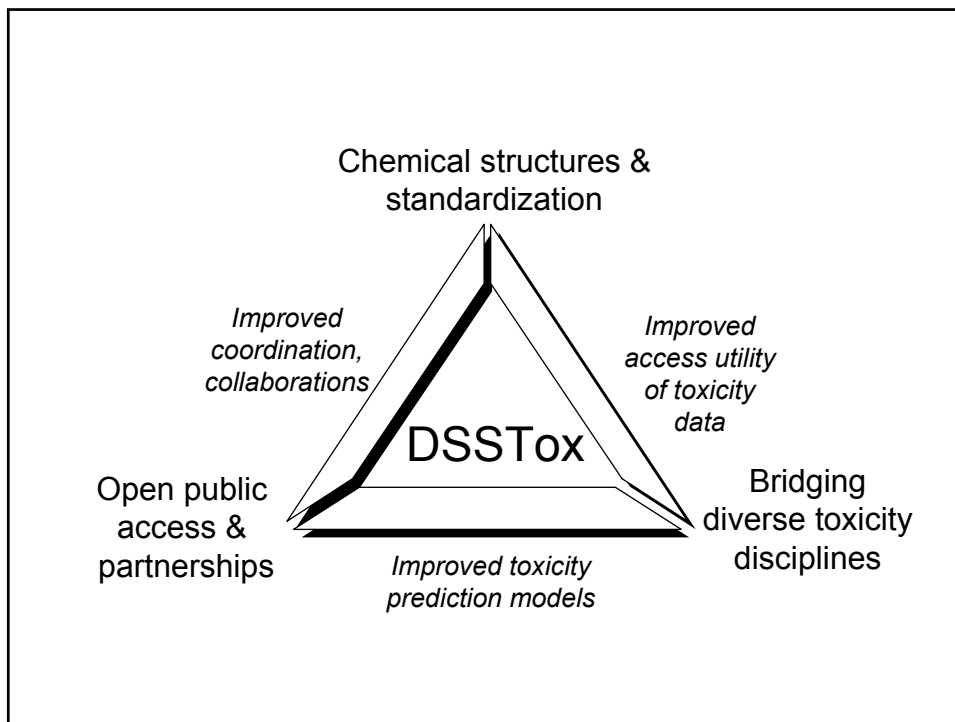 Chemical structures &
standardization
Improved
coordination,
collaborations
Improved
access utility
of toxicity
data
DSSTox
Open public
access &
partnerships
Bridging
diverse toxicity
disciplines
Improved toxicity
prediction models